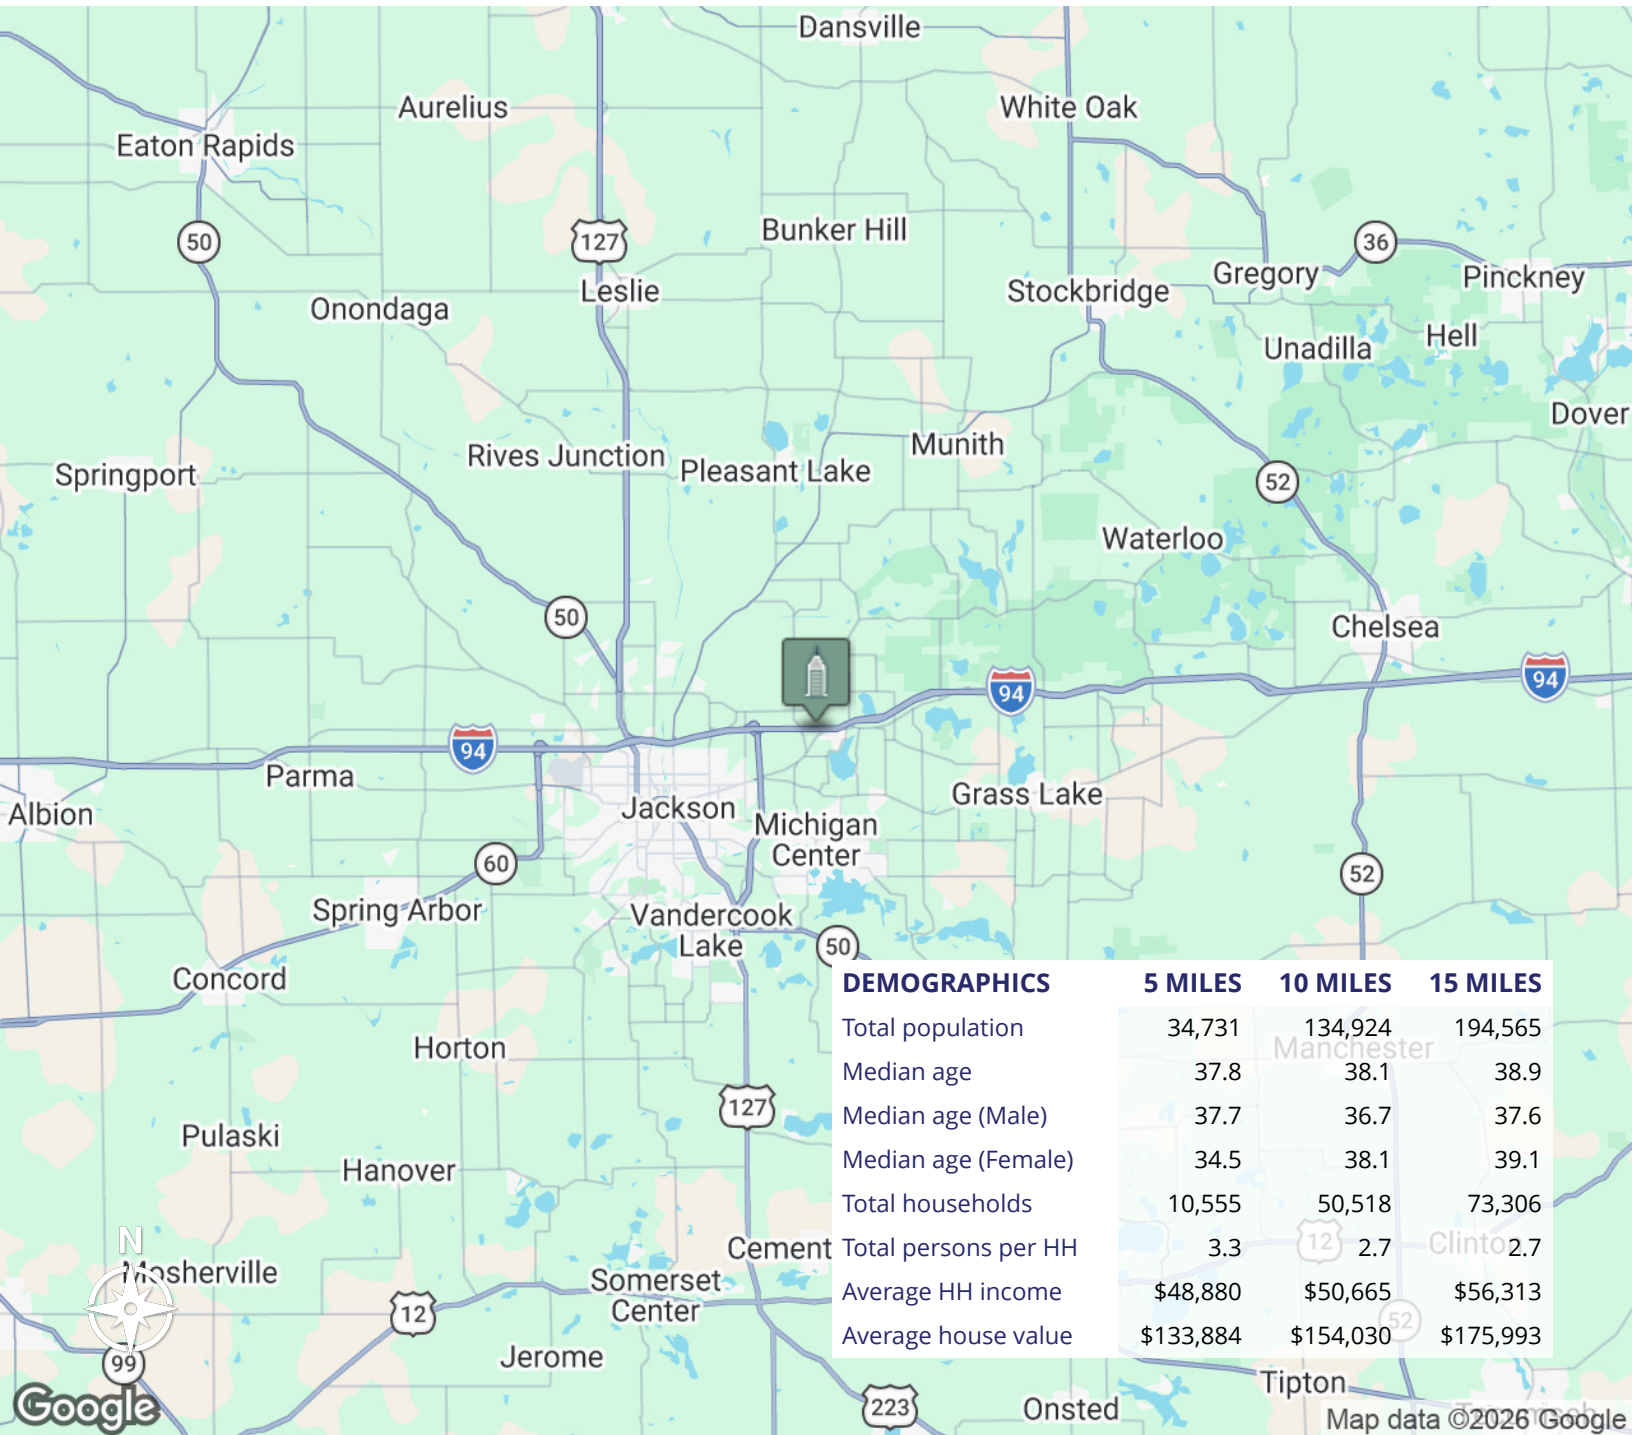 Dansville
Aurelius
White Oak
Eaton Rapids
50
127
Bunker Hill
36
Gregory
Pinckney
Leslie
Stockbridge
Onondaga
Hell
Unadilla
Dover
Rives Junction
Munith
Pleasant Lake
Springport
52
Waterloo
50
Chelsea
94
94
94
Parma
Albion
Jackson
Grass Lake
Michigan
Center
60
52
Spring Arbor
Vandercook
Lake
50
Concord
Horton
127
Pulaski
Hanover
DEMOGRAPHICS 5 MILES 10 MILES 15 MILES
Total population 34,731 134,924 194,565
Manchester
Median age 37.8 38.1 38.9
Median age (Male) 37.7 36.7 37.6
Median age (Female) 34.5 38.1 39.1
Total households 10,555 50,518 73,306
Total persons per HH 3.3 2.7 2.7
12
Clinton
Average HH income $48,880 $50,665 $56,313
52
Average house value $133,884 $154,030 $175,993
N
Cement
Mosherville
Somerset
Center
12
99
Jerome
Tipton
223
Onsted
Tecumseh
Google
Map data ©2026 Google